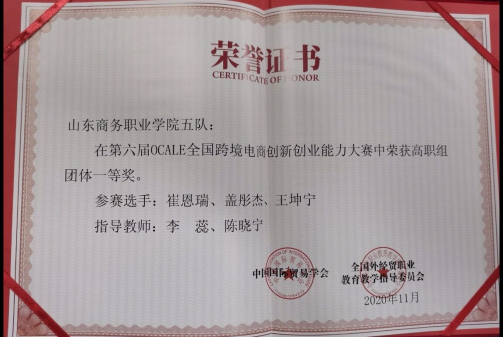 荣誉证书
CERTIFICATE OF HONOR
山东商务职业学院五队：
在第六届OCALE全国跨境电商创新创业能力大赛中荣获高职组
团体一等奖。
参赛选手：崔恩瑞、盖彤杰、王坤宁
指导教师：李 蕊、陈晓宁
中国国际贸易学会
全国外经贸职业
教育教学指导委员会
2020年11月